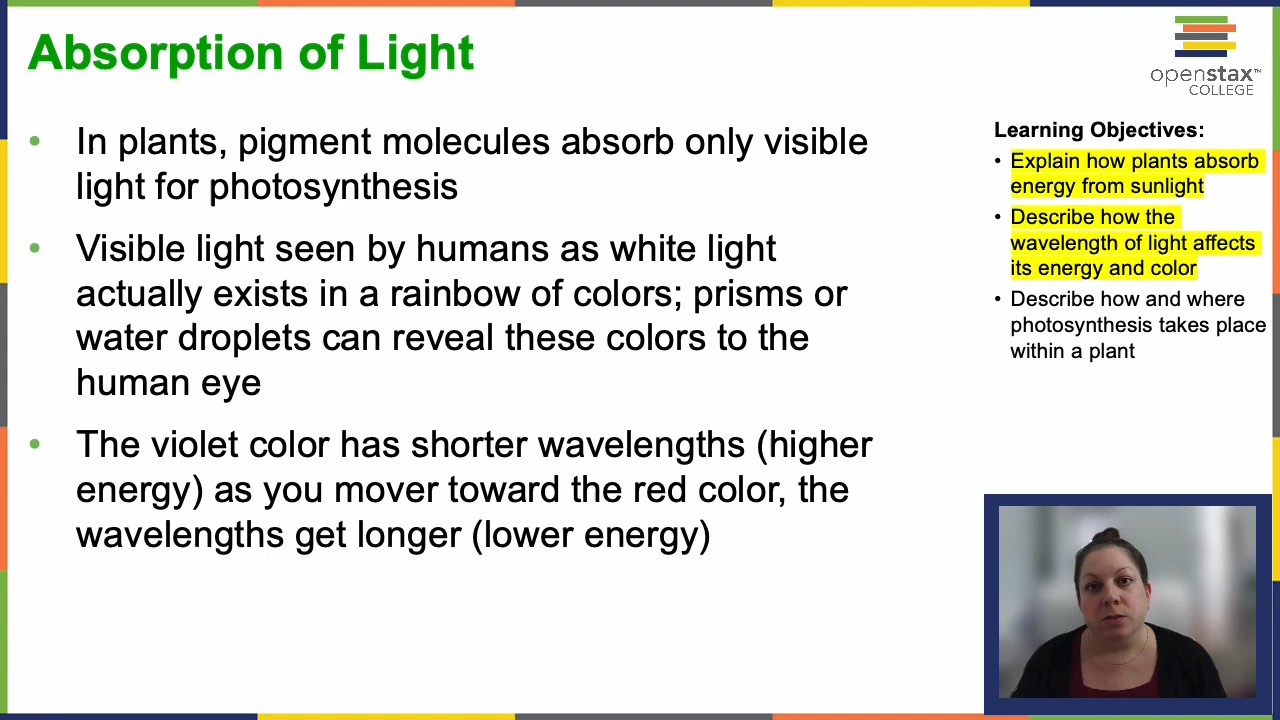 Absorption of Light
• In plants, pigment molecules absorb only visible
light for photosynthesis
• Visible light seen by humans as white light
actually exists in a rainbow of colors; prisms or
water droplets can reveal these colors to the
human eye
• The violet color has shorter wavelengths (higher
energy) as you mover toward the red color, the
wavelengths get longer (lower energy)
openstax™
COLLEGE
Learning Objectives:
• Explain how plants absorb
energy from sunlight
• Describe how the
wavelength of light affects
its energy and color
• Describe how and where
photosynthesis takes place
within a plant